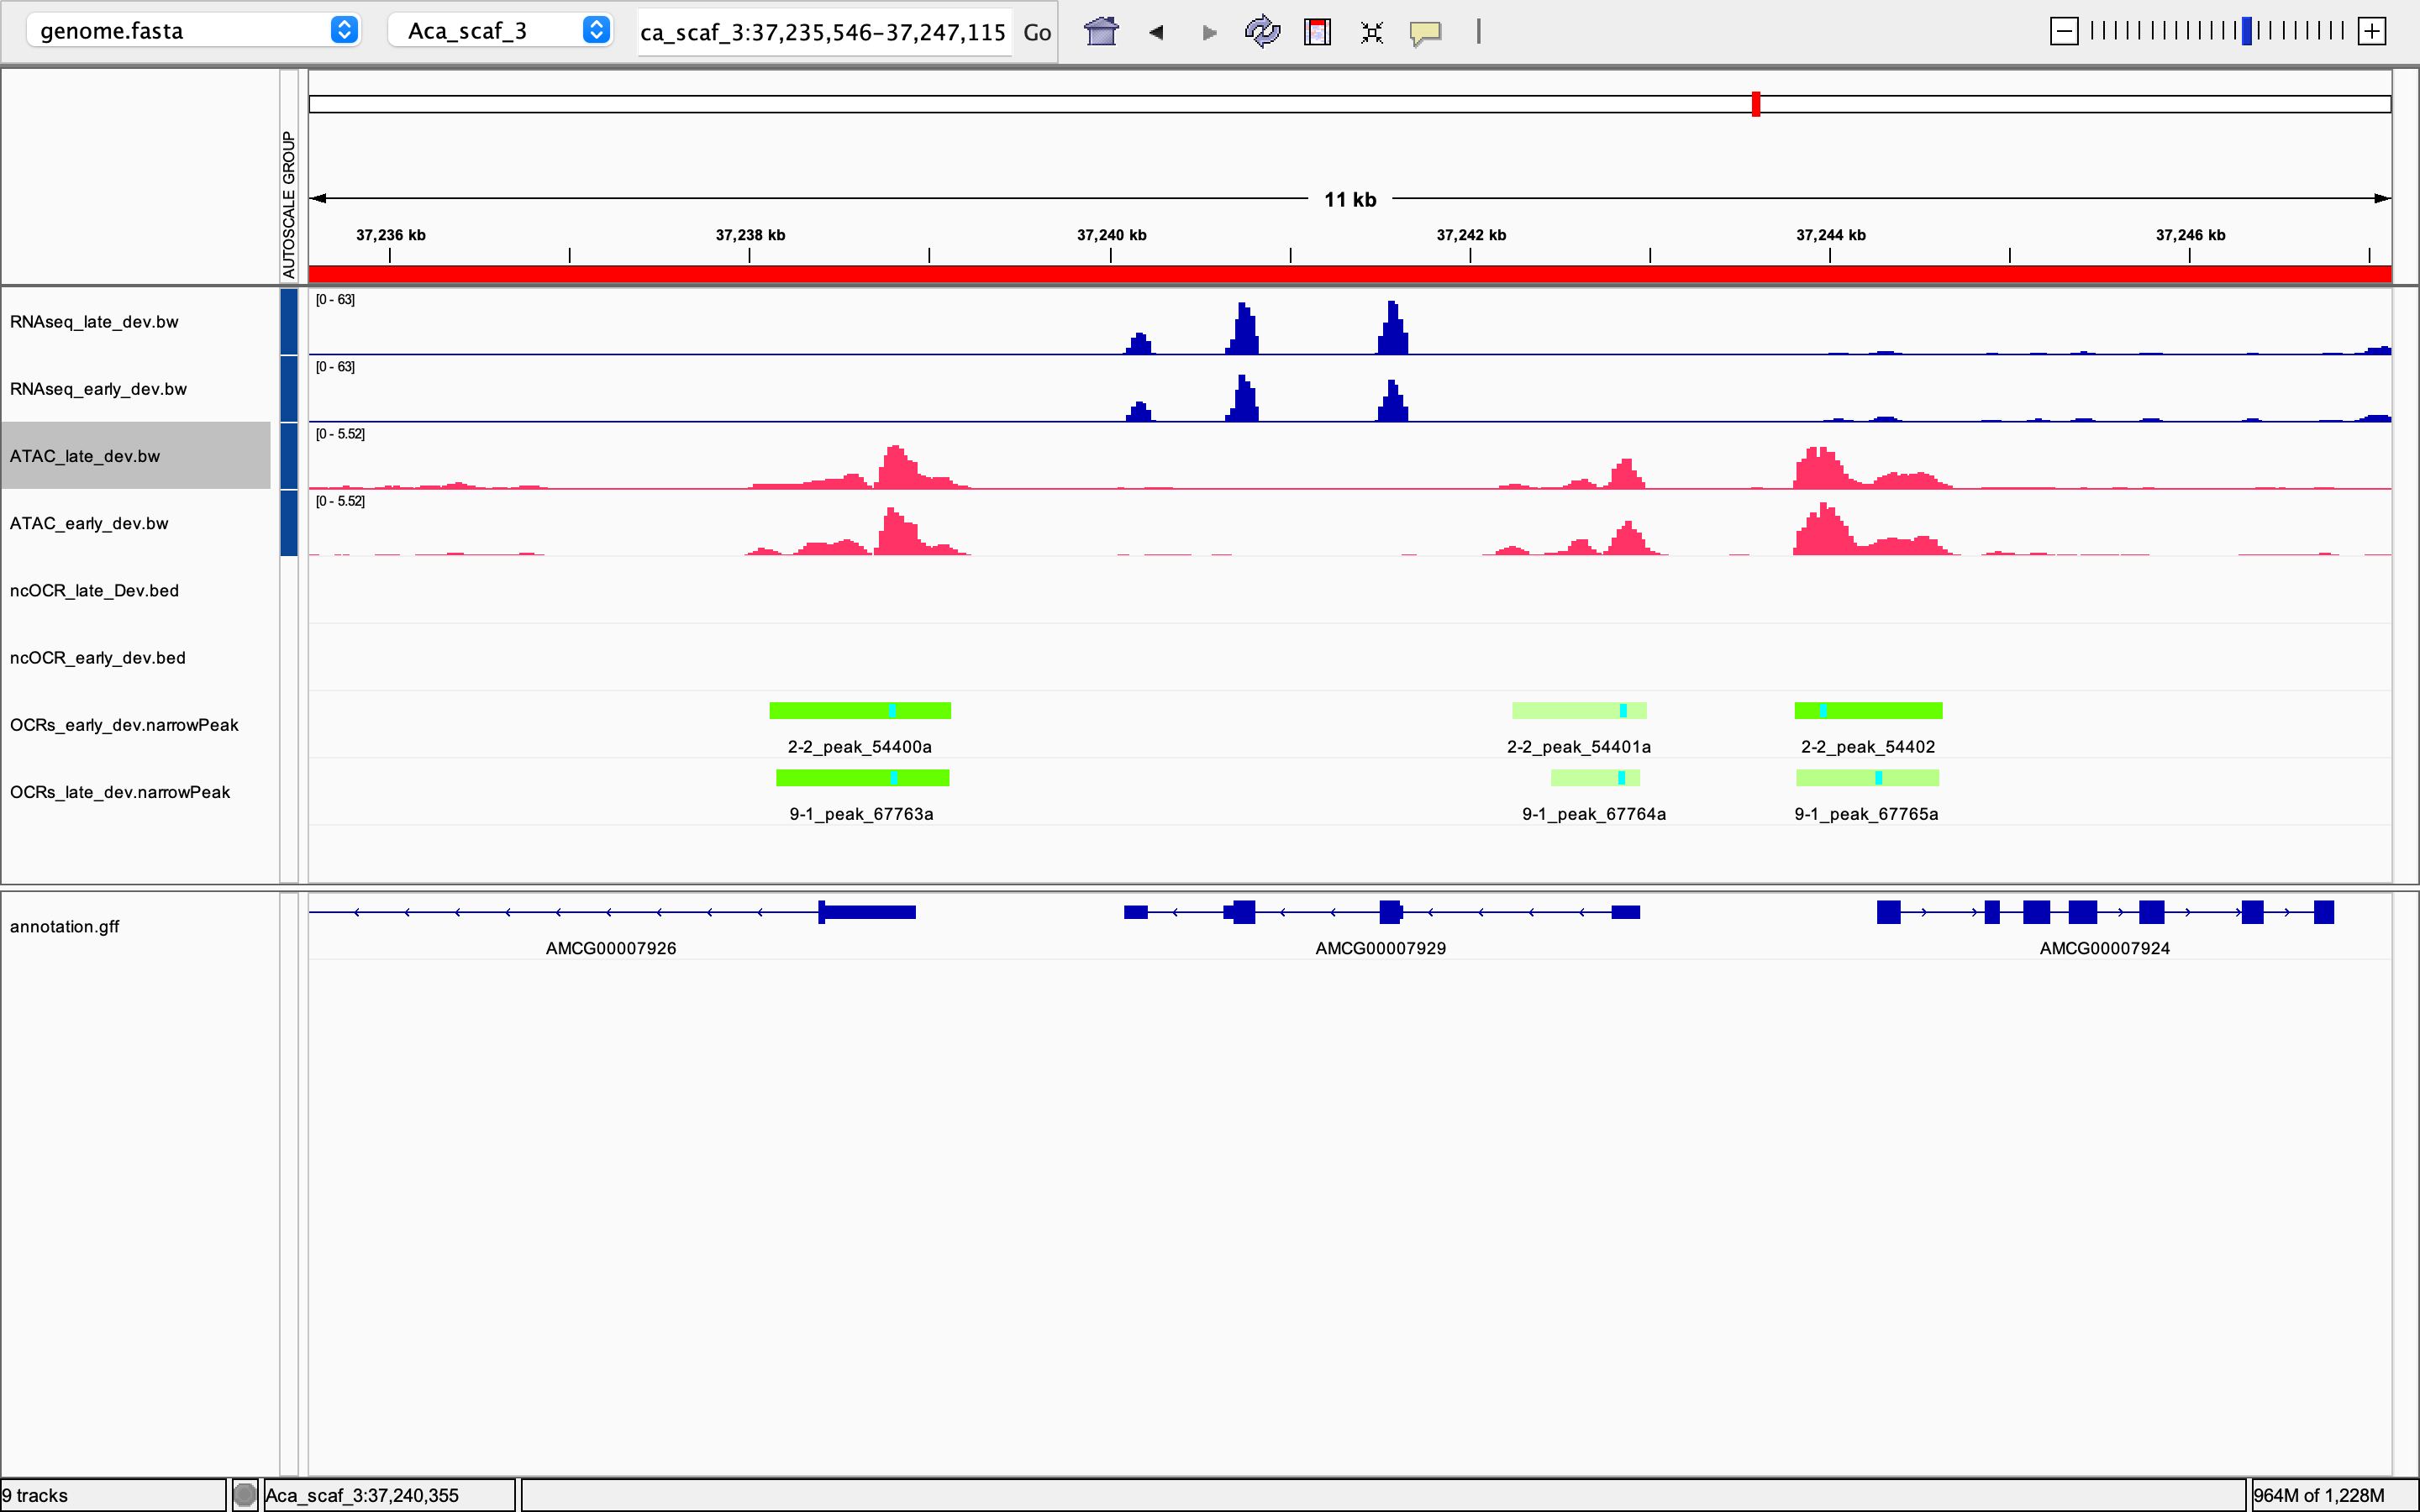 genome.fasta Aca_scaf_3 ca_scaf_3:37,235,546-37,247,115 Go
AUTOSCALE GROUP
11 kb
37,236 kb 37,238 kb 37,240 kb 37,242 kb 37,244 kb 37,246 kb
[0 - 63]
RNAseq_late_dev.bw
[0 - 63]
RNAseq_early_dev.bw
[0 - 5.52]
ATAC_late_dev.bw
[0 - 5.52]
ATAC_early_dev.bw
ncOCR_late_Dev.bed
ncOCR_early_dev.bed
OCRs_early_dev.narrowPeak
2-2_peak_54400a 2-2_peak_54401a 2-2_peak_54402
OCRs_late_dev.narrowPeak
9-1_peak_67763a 9-1_peak_67764a 9-1_peak_67765a
annotation.gff
AMCG00007926 AMCG00007929 AMCG00007924
9 tracks Aca_scaf_3:37,240,355 964M of 1,228M